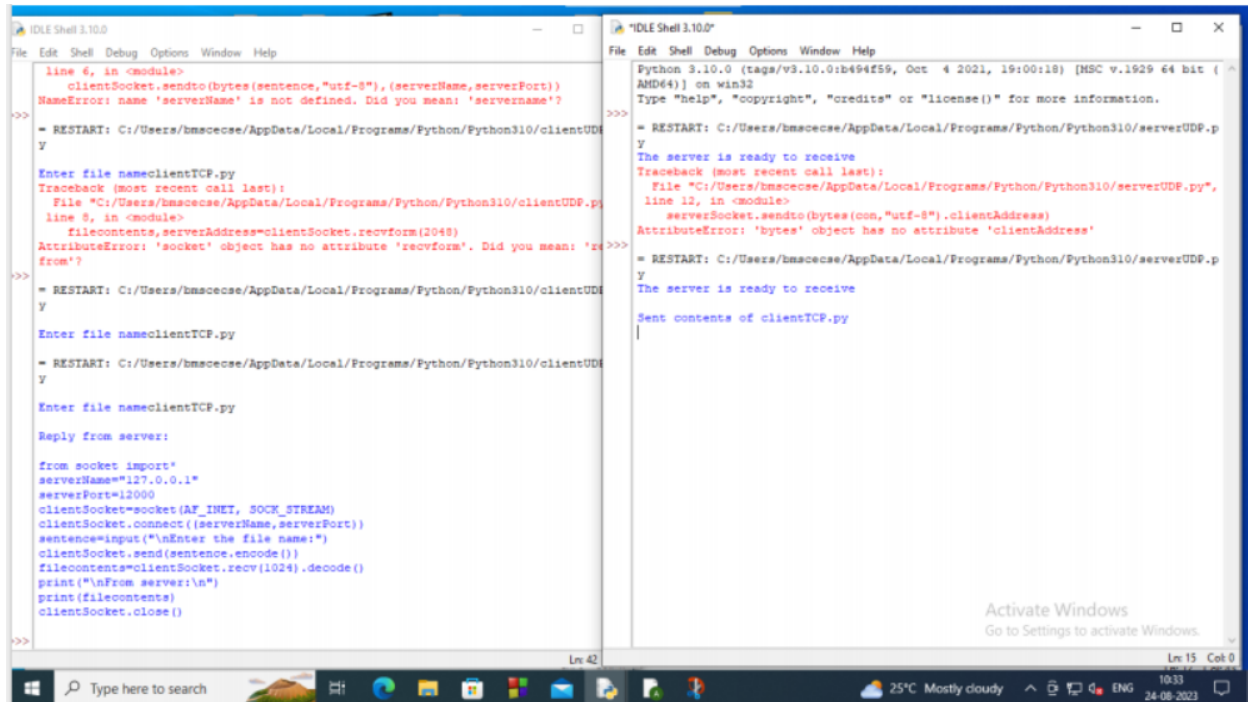 IDLE Shell 3.10.0
File Edit Shell Debug Options Window Help
line 6, in <module>
clientSocket.sendto(bytes(sentence,"utf-8"),(serverName,serverPort))
NameError: name 'serverName' is not defined. Did you mean: 'servername'?
>>>
= RESTART: C:/Users/bmscecse/AppData/Local/Programs/Python/Python310/clientUDP
y
Enter file nameclientTCP.py
Traceback (most recent call last):
File "C:/Users/bmscecse/AppData/Local/Programs/Python/Python310/clientUDP.py
line 8, in <module>
filecontents,serverAddress=clientSocket.recvform(2048)
AttributeError: 'socket' object has no attribute 'recvform'. Did you mean: 're
from'?
>>>
= RESTART: C:/Users/bmscecse/AppData/Local/Programs/Python/Python310/clientUDP
y
Enter file nameclientTCP.py
= RESTART: C:/Users/bmscecse/AppData/Local/Programs/Python/Python310/clientUDP
y
Enter file nameclientTCP.py
Reply from server:
from socket import*
serverName="127.0.0.1"
serverPort=12000
clientSocket=socket(AF_INET, SOCK_STREAM)
clientSocket.connect((serverName,serverPort))
sentence=input("\nEnter the file name:")
clientSocket.send(sentence.encode())
filecontents=clientSocket.recv(1024).decode()
print("\nFrom server:\n")
print(filecontents)
clientSocket.close()
>>>
Ln: 42
*IDLE Shell 3.10.0*
File Edit Shell Debug Options Window Help
Python 3.10.0 (tags/v3.10.0:b494f59, Oct 4 2021, 19:00:18) [MSC v.1929 64 bit (
AMD64)] on win32
Type "help", "copyright", "credits" or "license()" for more information.
>>>
= RESTART: C:/Users/bmscecse/AppData/Local/Programs/Python/Python310/serverUDP.p
y
The server is ready to receive
Traceback (most recent call last):
File "C:/Users/bmscecse/AppData/Local/Programs/Python/Python310/serverUDP.py",
line 12, in <module>
serverSocket.sendto(bytes(con,"utf-8").clientAddress)
AttributeError: 'bytes' object has no attribute 'clientAddress'
>>>
= RESTART: C:/Users/bmscecse/AppData/Local/Programs/Python/Python310/serverUDP.p
y
The server is ready to receive
Sent contents of clientTCP.py
Activate Windows
Go to Settings to activate Windows.
Ln: 15 Col: 0
Type here to search
25°C Mostly cloudy
ENG
10:33
24-08-2023